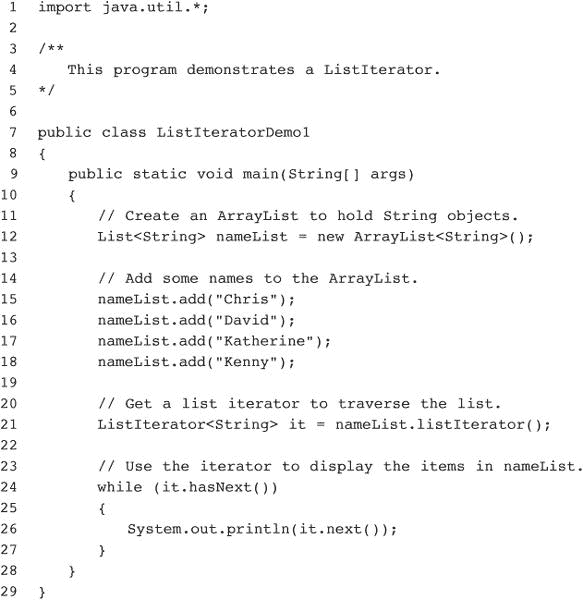 1 import java.util.*;
2
3 /**
4 This program demonstrates a ListIterator.
5 */
6
7 public class ListIteratorDemo1
8 {
9 public static void main(String[] args)
10 {
11 // Create an ArrayList to hold String objects.
12 List<String> nameList = new ArrayList<String>();
13
14 // Add some names to the ArrayList.
15 nameList.add("Chris");
16 nameList.add("David");
17 nameList.add("Katherine");
18 nameList.add("Kenny");
19
20 // Get a list iterator to traverse the list.
21 ListIterator<String> it = nameList.listIterator();
22
23 // Use the iterator to display the items in nameList.
24 while (it.hasNext())
25 {
26 System.out.println(it.next());
27 }
28 }
29 }